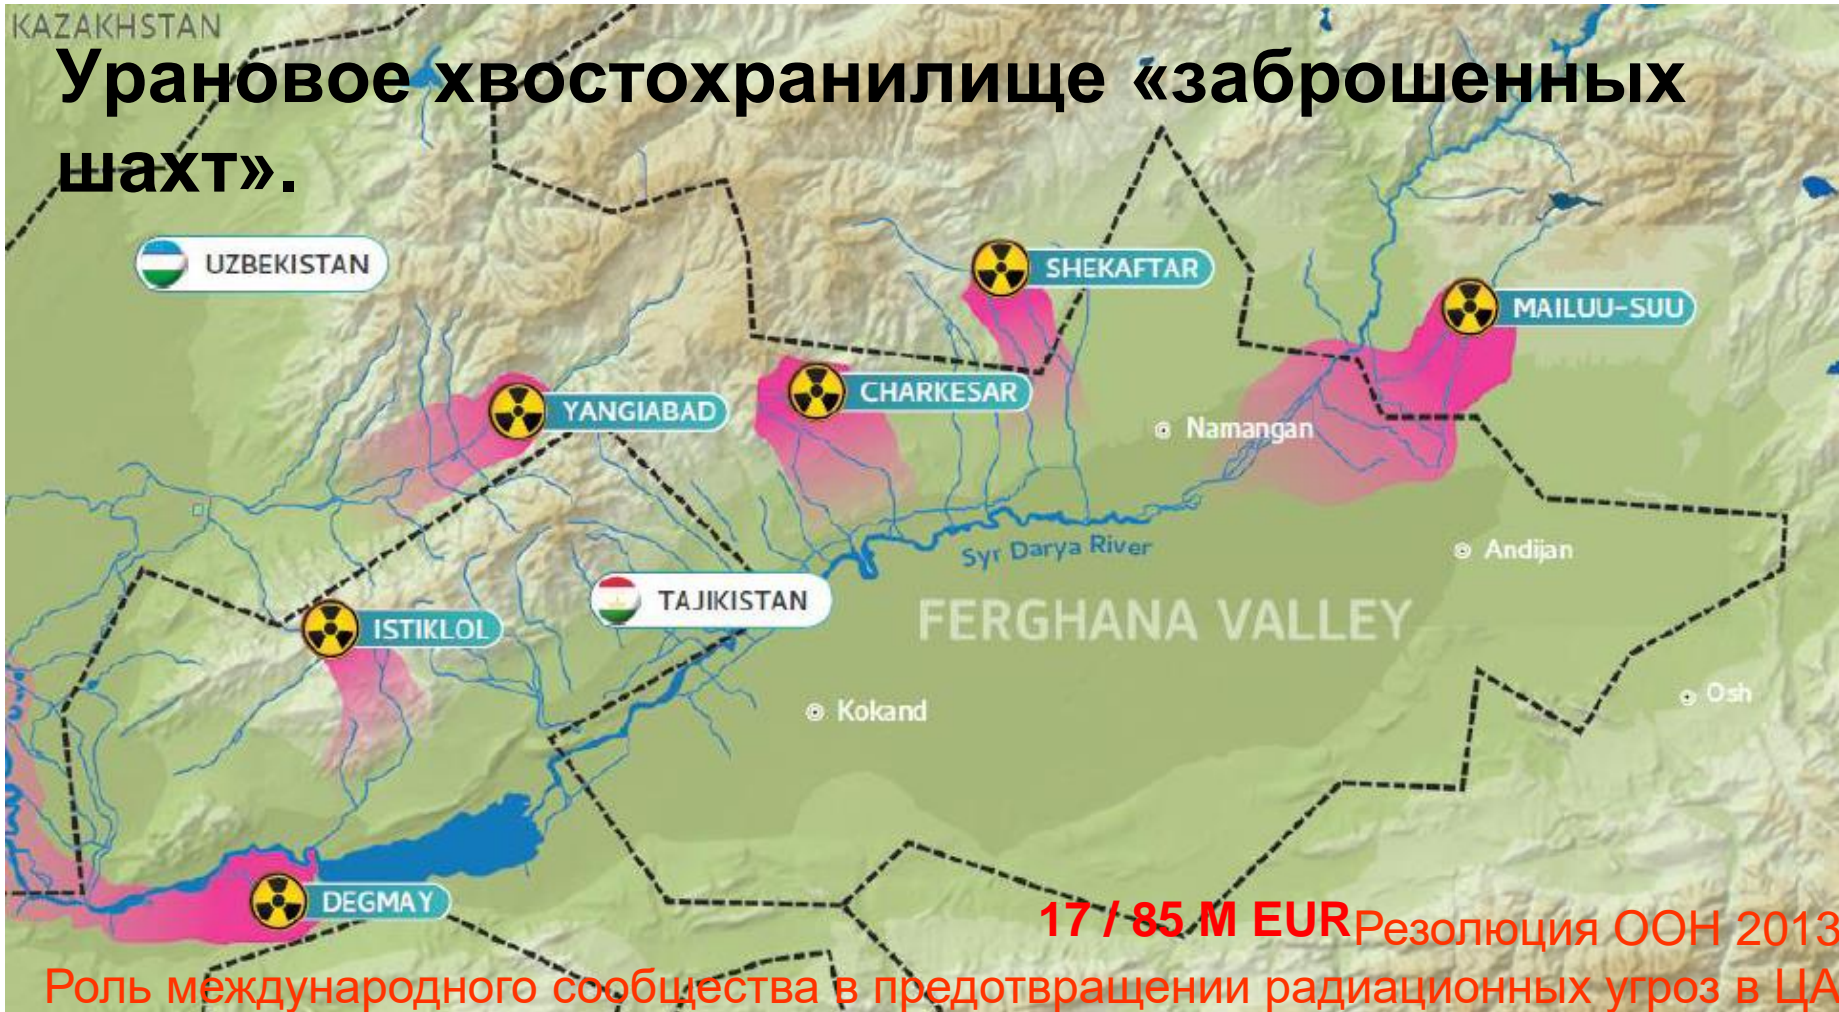 KAZAKHSTAN
Урановое хвостохранилище «заброшенных
шахт».
UZBEKISTAN
SHEKAFTAR
MAILUU-SUU
CHARKESAR
YANGIABAD
Namangan
Syr Darya River
Andijan
TAJIKISTAN
FERGHANA VALLEY
ISTIKLOL
Osh
Kokand
DEGMAY
17 / 85 M EUR Резолюция ООН 2013
Роль международного сообщества в предотвращении радиационных угроз в ЦА